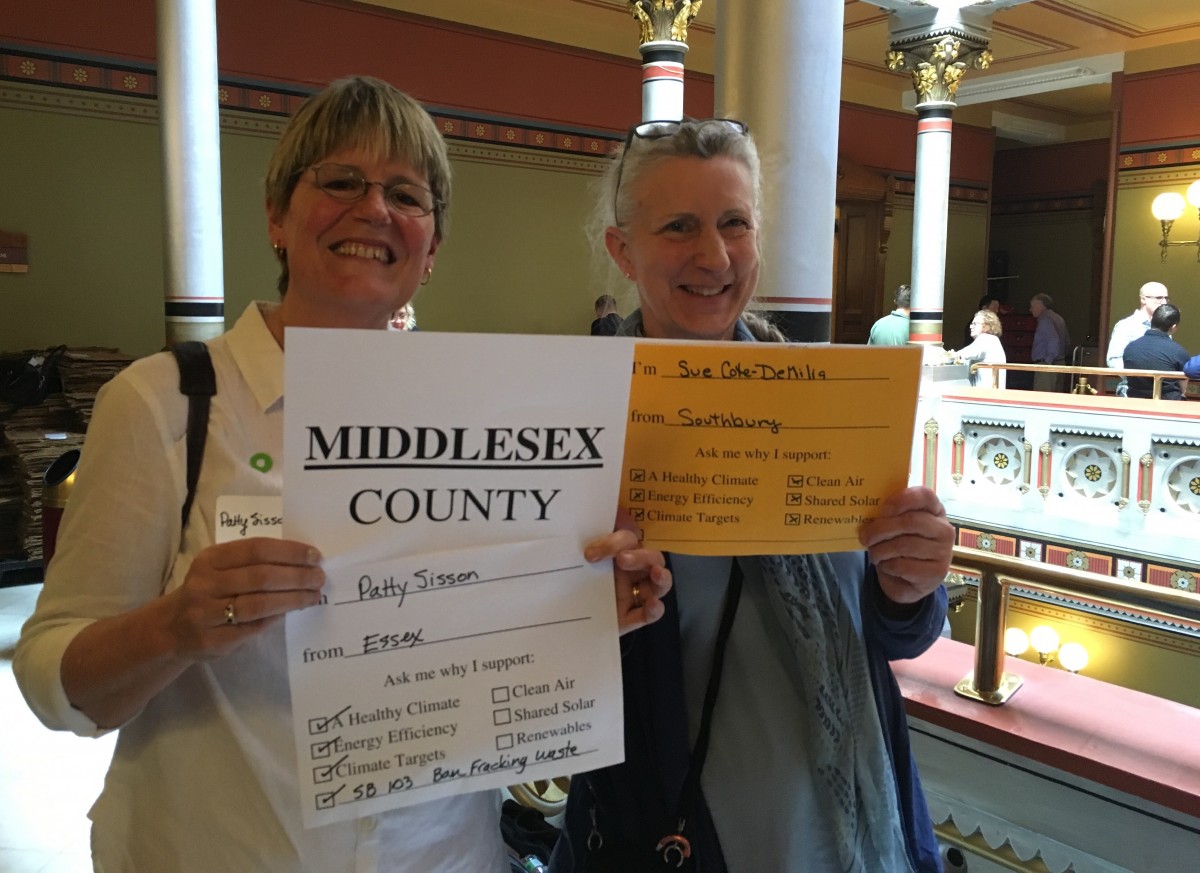 MIDDLESEX
COUNTY
Patty Sisson
from Essex
Ask me why I support:
A Healthy Climate
Energy Efficiency
Climate Targets
SB 103 Ban Fracking Waste
Clean Air
Shared Solar
Renewables
I'm Sue Cote-DeMilia
from Southbury
Ask me why I support:
A Healthy Climate
Energy Efficiency
Climate Targets
Clean Air
Shared Solar
Renewables
Patty Sisso